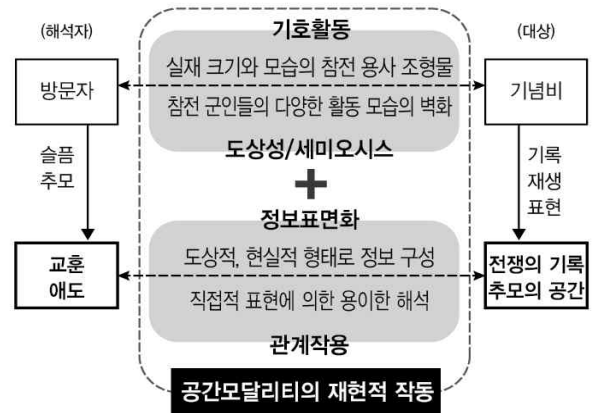 (해석자)
방문자
슬픔
추모
교훈
애도
기호활동
실재 크기와 모습의 참전 용사 조형물
참전 군인들의 다양한 활동 모습의 벽화
도상성/세미오시스
+
정보표면화
도상적, 현실적 형태로 정보 구성
직접적 표현에 의한 용이한 해석
관계작용
공간모달리티의 재현적 작동
(대상)
기념비
기록
재생
표현
전쟁의 기록
추모의 공간